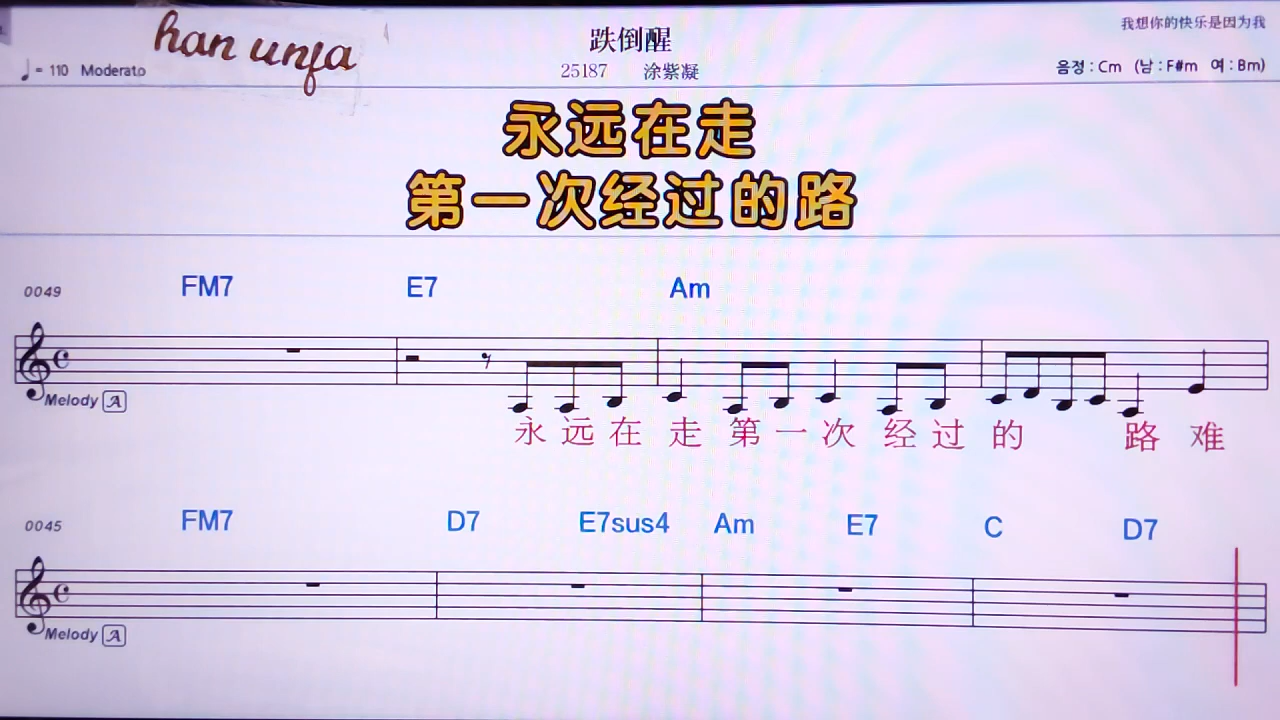 han unja
跌倒醒
我想你的快乐是因为我
= 110 Moderato
25187 涂紫凝
음정 : Cm (남 : F#m 여 : Bm)
永远在走
第一次经过的路
0049 FM7 E7 Am
Melody A
永 远 在 走 第 一 次 经 过 的 路 难
0045 FM7 D7 E7sus4 Am E7 C D7
Melody A